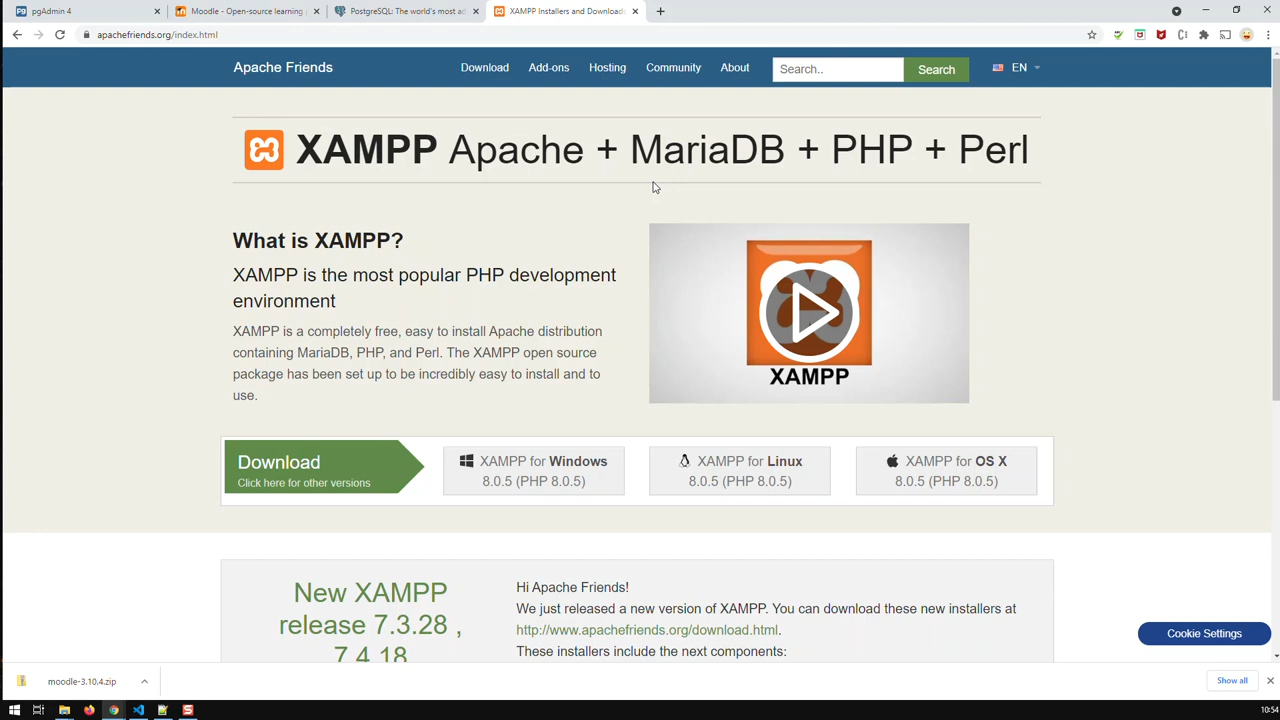 pgAdmin 4
Moodle - Open-source learning
PostgreSQL: The world's most ad
XAMPP Installers and Downloads
apachefriends.org/index.html
Apache Friends
Download
Add-ons
Hosting
Community
About
Search..
Search
EN
XAMPP Apache + MariaDB + PHP + Perl
What is XAMPP?
XAMPP is the most popular PHP development
environment
XAMPP is a completely free, easy to install Apache distribution
containing MariaDB, PHP, and Perl. The XAMPP open source
package has been set up to be incredibly easy to install and to
use.
XAMPP
Download
Click here for other versions
XAMPP for Windows
8.0.5 (PHP 8.0.5)
XAMPP for Linux
8.0.5 (PHP 8.0.5)
XAMPP for OS X
8.0.5 (PHP 8.0.5)
New XAMPP
release 7.3.28 ,
7.4.18
Hi Apache Friends!
We just released a new version of XAMPP. You can download these new installers at
http://www.apachefriends.org/download.html.
These installers include the next components:
Cookie Settings
moodle-3.10.4.zip
Show all
10:54